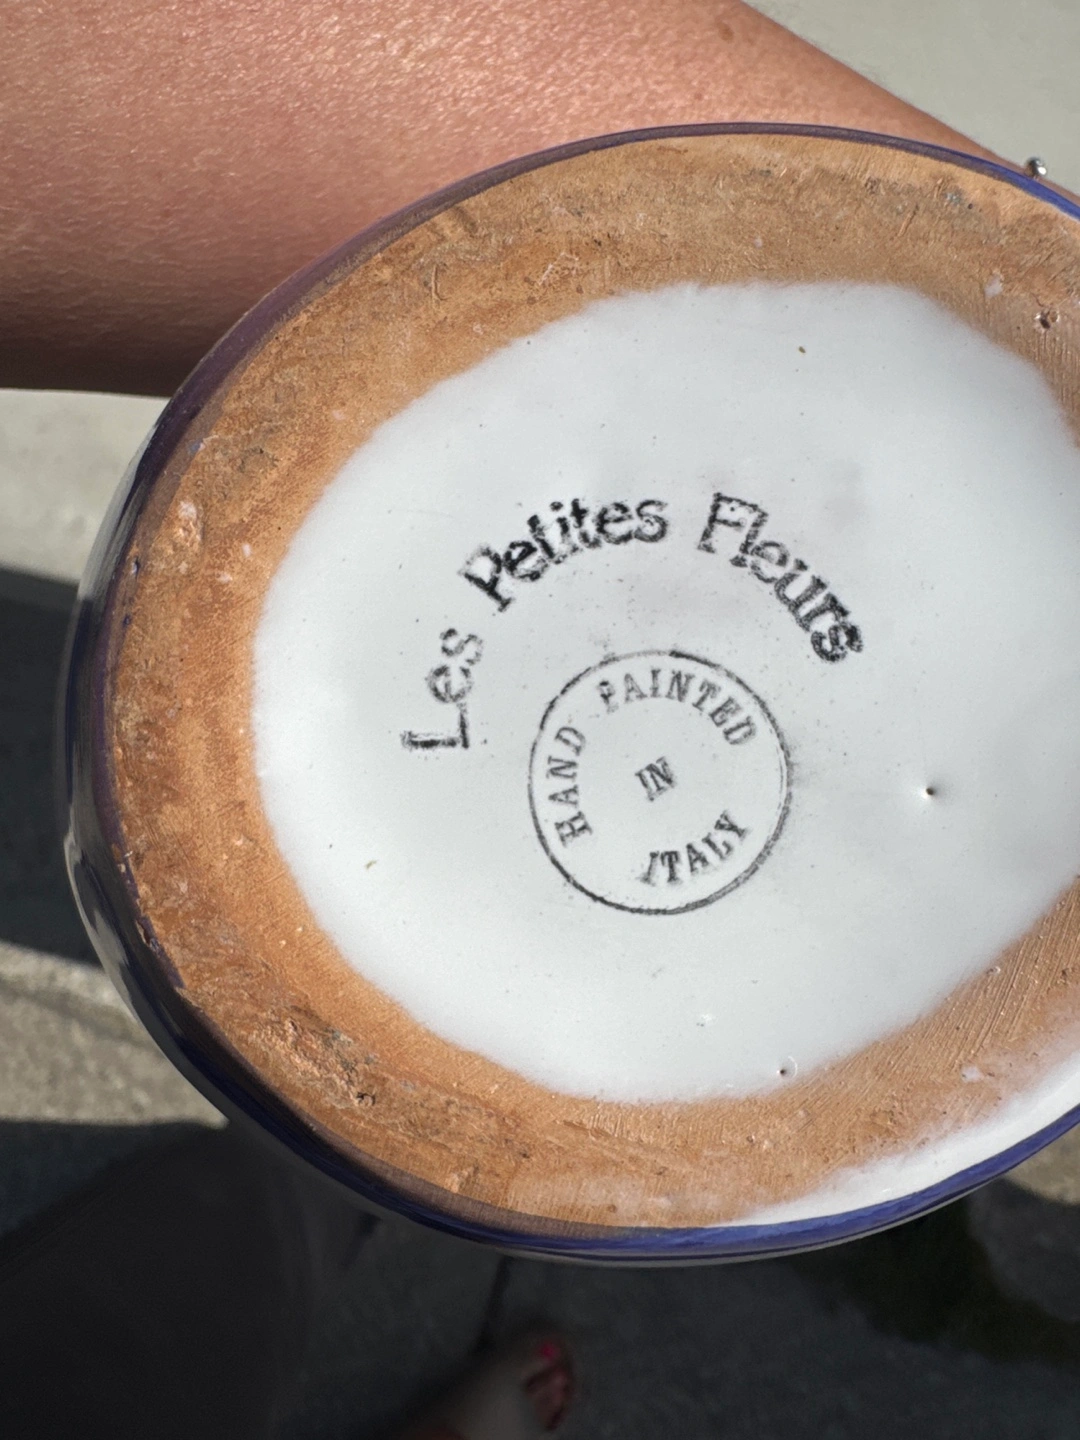 Les Petites Fleurs
HAND PAINTED
IN
ITALY